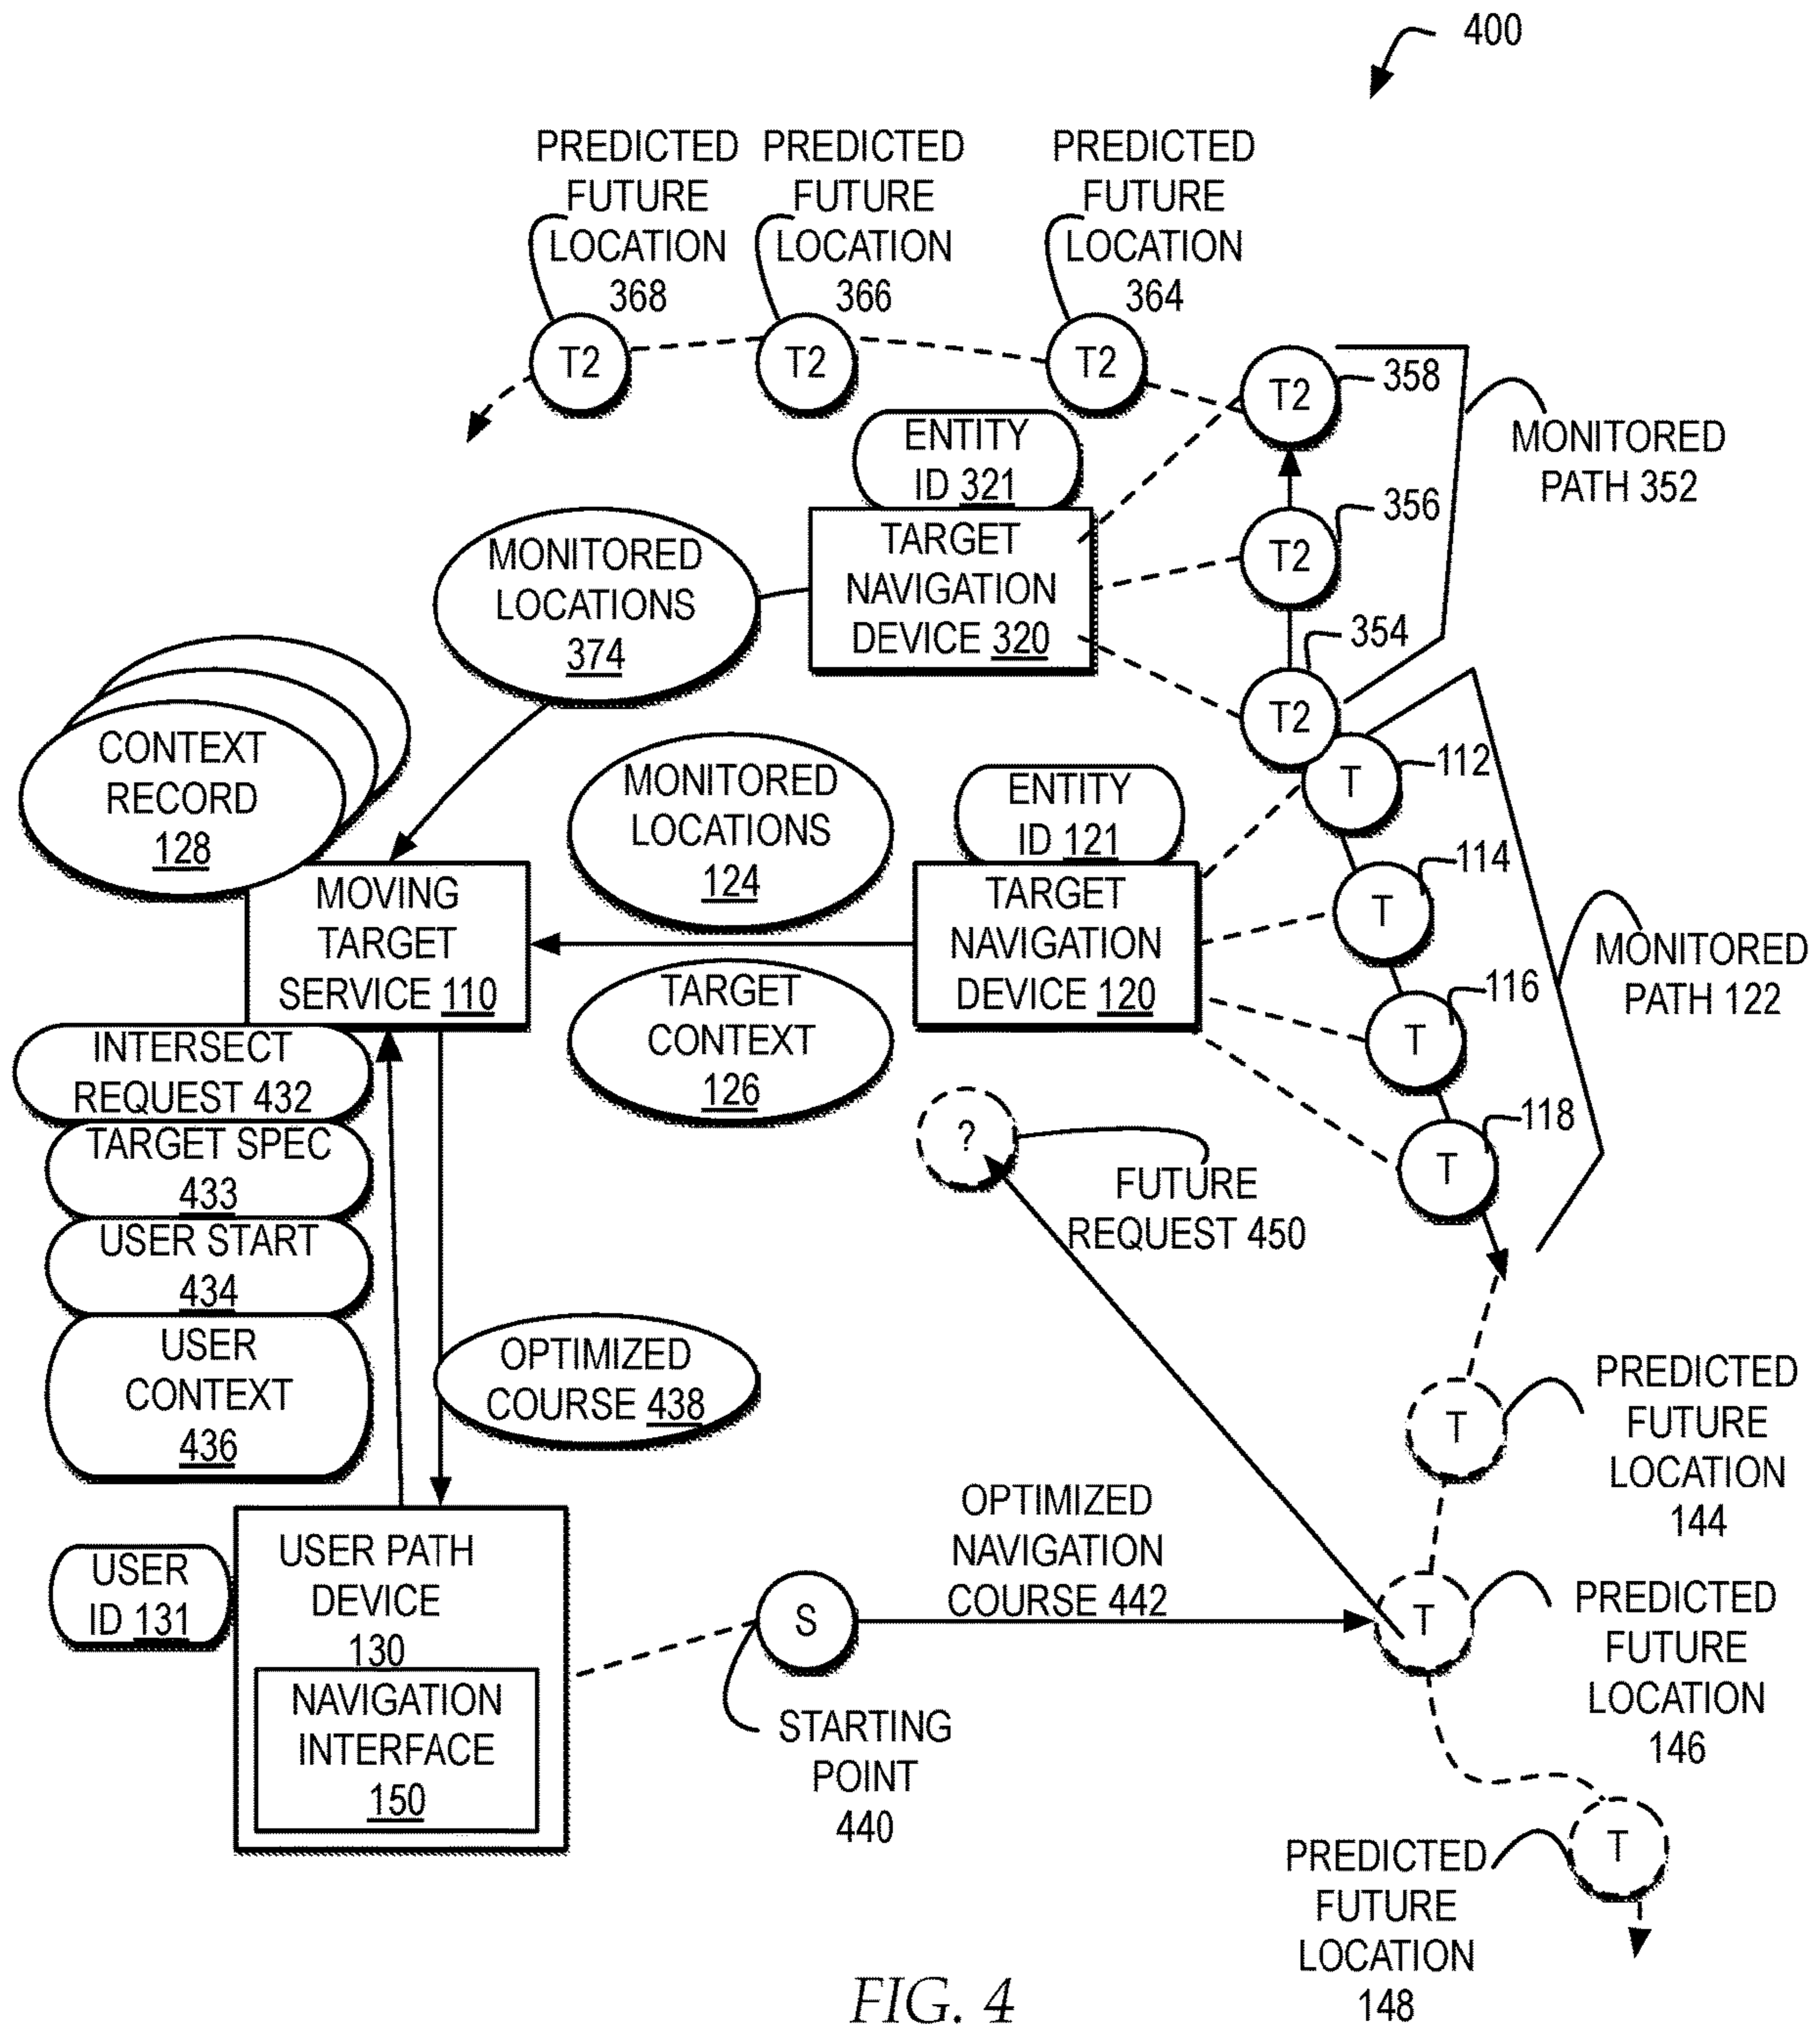 400
PREDICTED
FUTURE
LOCATION
368
PREDICTED
FUTURE
LOCATION
366
PREDICTED
FUTURE
LOCATION
364
T2
T2
T2
T2
358
MONITORED
PATH 352
ENTITY
ID 321
TARGET
NAVIGATION
DEVICE 320
T2
356
MONITORED
LOCATIONS
374
354
T2
CONTEXT
RECORD
128
MONITORED
LOCATIONS
124
ENTITY
ID 121
T
112
MOVING
TARGET
SERVICE 110
TARGET
NAVIGATION
DEVICE 120
T
114
MONITORED
PATH 122
TARGET
CONTEXT
126
T
116
INTERSECT
REQUEST 432
TARGET SPEC
433
USER START
434
USER
CONTEXT
436
?
FUTURE
REQUEST 450
T
118
OPTIMIZED
COURSE 438
T
PREDICTED
FUTURE
LOCATION
144
USER
ID 131
USER PATH
DEVICE
130
NAVIGATION
INTERFACE
150
S
STARTING
POINT
440
OPTIMIZED
NAVIGATION
COURSE 442
T
PREDICTED
FUTURE
LOCATION
146
T
PREDICTED
FUTURE
LOCATION
148
FIG. 4